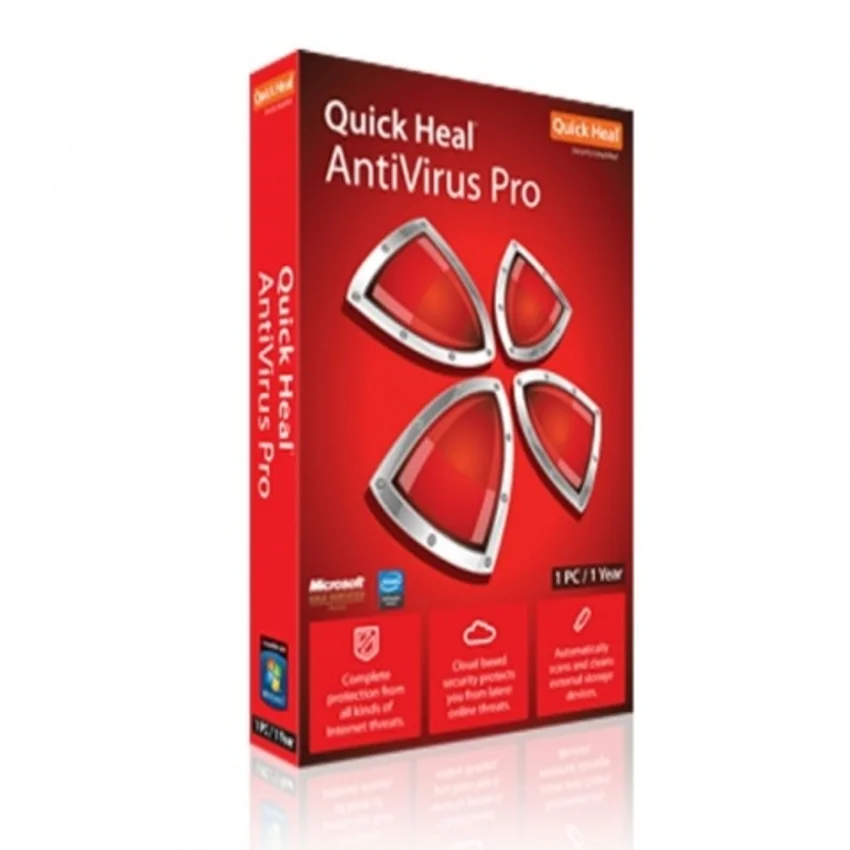 Quick Heal
Quick Heal
AntiVirus Pro
Quick Heal
AntiVirus Pro
1 PC / 1 Year
Quick Heal
Microsoft
intel
1 PC / 1 Year
Complete
protection from
all kinds of
Internet threats.
Cloud based
security protects
you from latest
online threats.
Automatically
scans and cleans
external storage
devices.